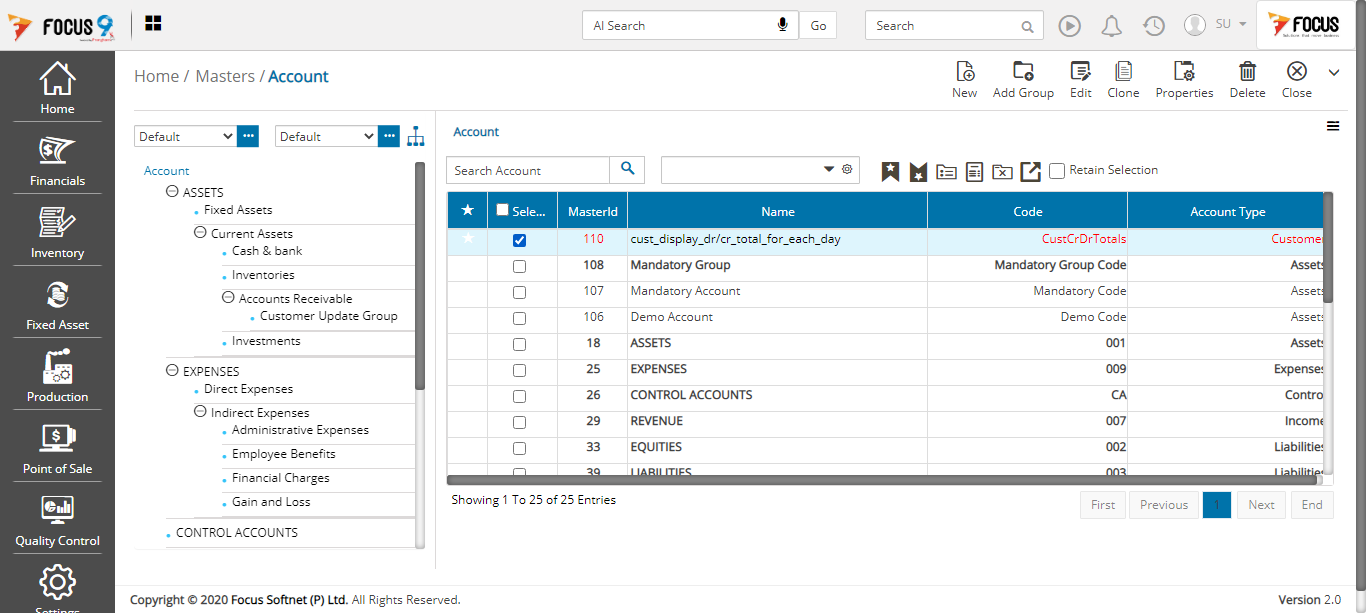 FOCUS 9
AI Search
Go
Search
SU
FOCUS
Home
Financials
Inventory
Fixed Asset
Production
Point of Sale
Quality Control
Settings
Home / Masters / Account
New
Add Group
Edit
Clone
Properties
Delete
Close
Default
Default
Account
ASSETS
Fixed Assets
Current Assets
Cash & bank
Inventories
Accounts Receivable
Customer Update Group
Investments
EXPENSES
Direct Expenses
Indirect Expenses
Administrative Expenses
Employee Benefits
Financial Charges
Gain and Loss
CONTROL ACCOUNTS
Account
Search Account
Retain Selection
Sele... MasterId Name Code Account Type
110 cust_display_dr/cr_total_for_each_day CustCrDrTotals Customer
108 Mandatory Group Mandatory Group Code Assets
107 Mandatory Account Mandatory Code Assets
106 Demo Account Demo Code Assets
18 ASSETS 001 Assets
25 EXPENSES 009 Expenses
26 CONTROL ACCOUNTS CA Contro
29 REVENUE 007 Income
33 EQUITIES 002 Liabilities
39 LIABILITIES 003 Liabilities
Showing 1 To 25 of 25 Entries
First Previous 1 Next End
Copyright © 2020 Focus Softnet (P) Ltd. All Rights Reserved.
Version 2.0